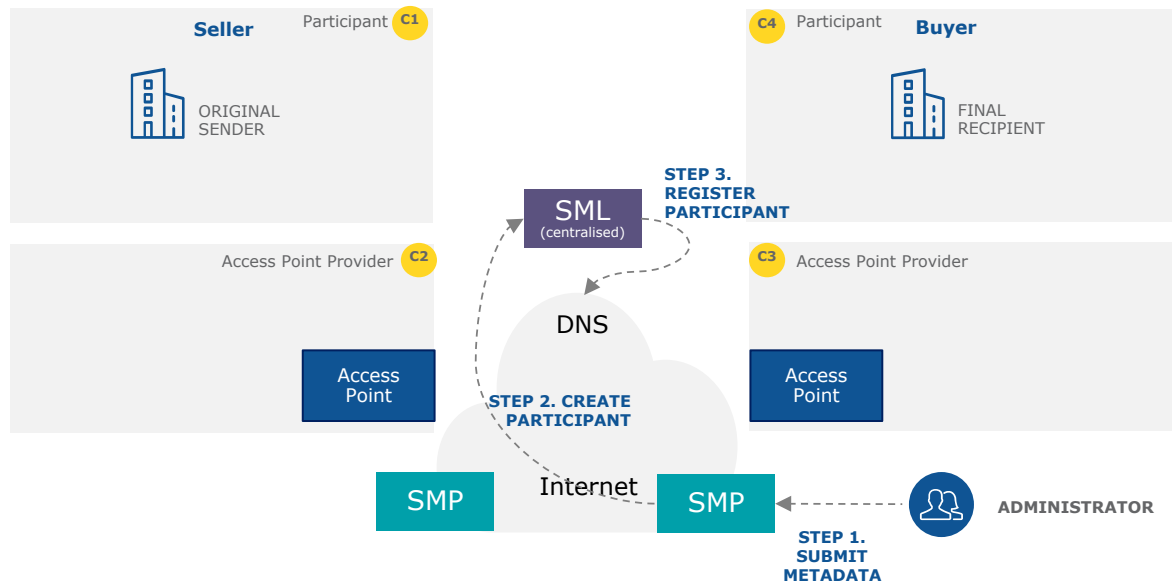 Seller
Participant
C1
ORIGINAL
SENDER
C4
Participant
Buyer
FINAL
RECIPIENT
STEP 3.
REGISTER
PARTICIPANT
SML
(centralised)
Access Point Provider
C2
C3
Access Point Provider
DNS
Access
Point
Access
Point
STEP 2. CREATE
PARTICIPANT
Internet
SMP
SMP
ADMINISTRATOR
STEP 1.
SUBMIT
METADATA